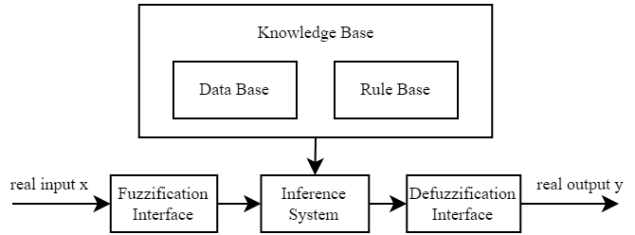 Knowledge Base
Data Base
Rule Base
real input x
Fuzzification
Interface
Inference
System
Defuzzification
Interface
real output y